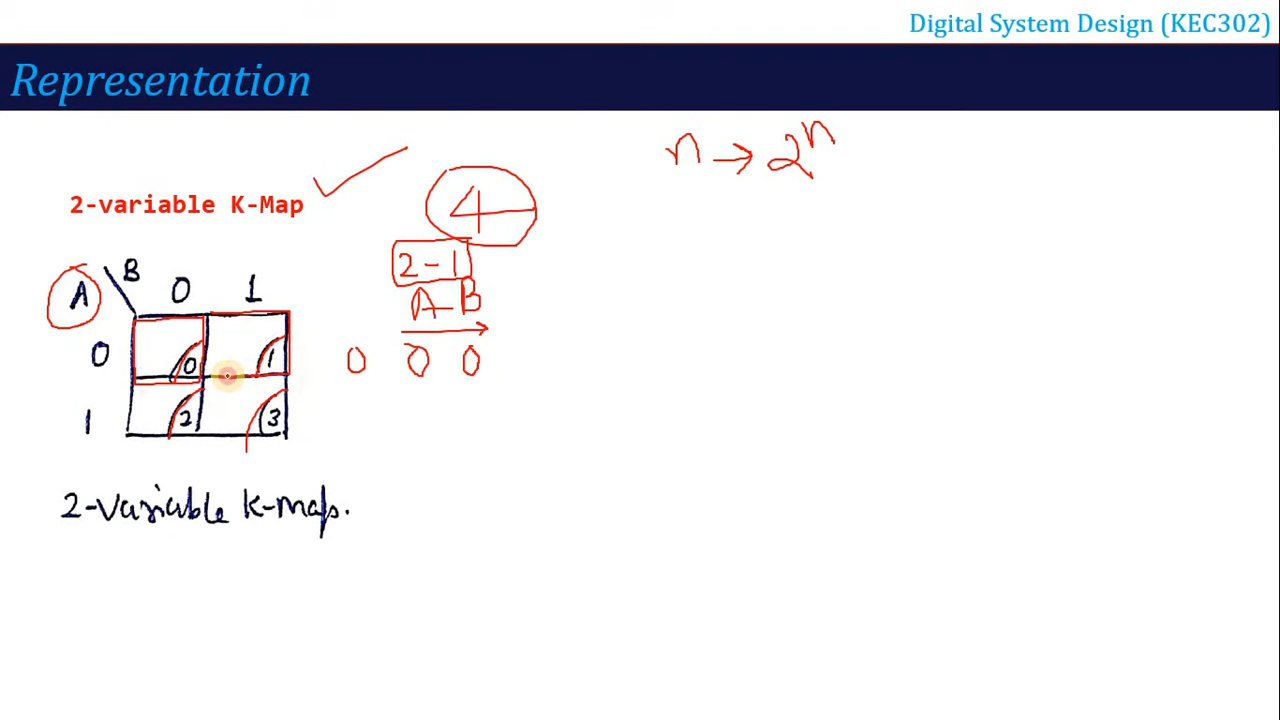 Digital System Design (KEC302)
Representation
n → 2^n
2-variable K-Map
4
2-1
A B
B 0 1
A
0 0 1
0 0 0
1 2 3
2-Variable K-maps.